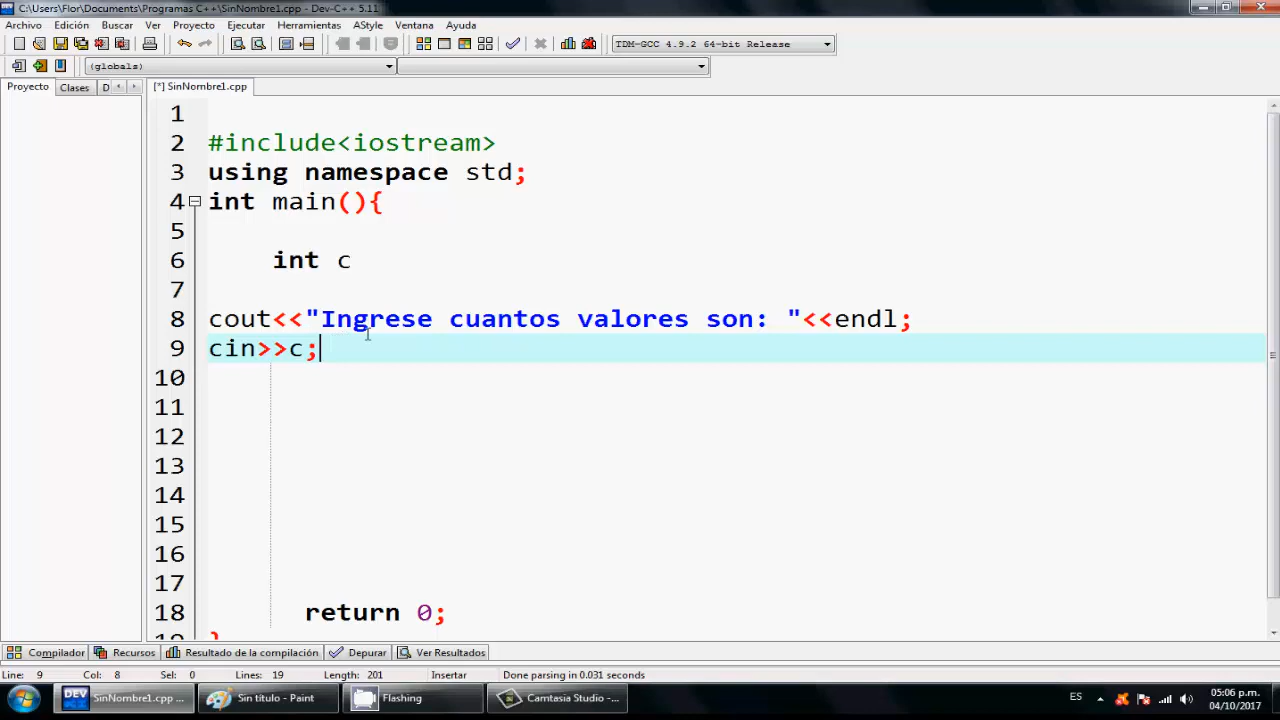 C:\Users\Flor\Documents\Programas C++\SinNombre1.cpp - Dev-C++ 5.11
Archivo Edición Buscar Ver Proyecto Ejecutar Herramientas AStyle Ventana Ayuda
TDM-GCC 4.9.2 64-bit Release
(globals)
Proyecto Clases D [*] SinNombre1.cpp
1
2 #include<iostream>
3 using namespace std;
4 int main(){
5
6 int c
7
8 cout<<"Ingrese cuantos valores son: "<<endl;
9 cin>>c;
10
11
12
13
14
15
16
17
18 return 0;
19 }
Compilador Recursos Resultado de la compilación Depurar Ver Resultados
Line: 9 Col: 8 Sel: 0 Lines: 19 Length: 201 Insertar Done parsing in 0.031 seconds
DEV SinNombre1.cpp ... Sin título - Paint Flashing Camtasia Studio -... ES 05:06 p.m.
04/10/2017